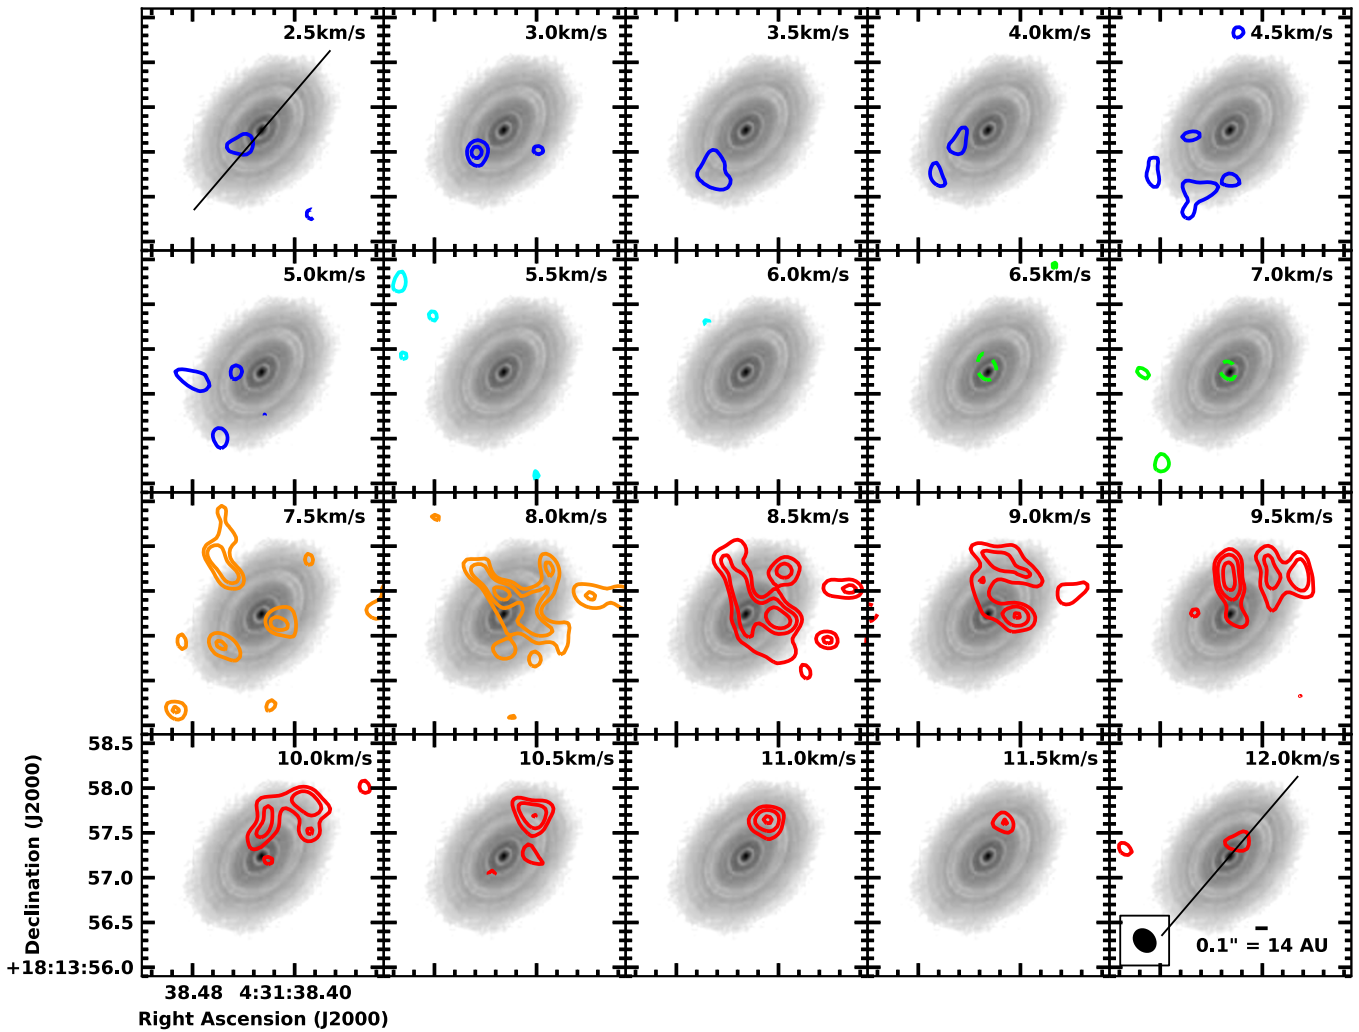 2.5km/s
3.0km/s
3.5km/s
4.0km/s
4.5km/s
5.0km/s
5.5km/s
6.0km/s
6.5km/s
7.0km/s
7.5km/s
8.0km/s
8.5km/s
9.0km/s
9.5km/s
10.0km/s
10.5km/s
11.0km/s
11.5km/s
12.0km/s
58.5
58.0
57.5
57.0
56.5
+18:13:56.0
Declination (J2000)
0.1" = 14 AU
38.48 4:31:38.40
Right Ascension (J2000)